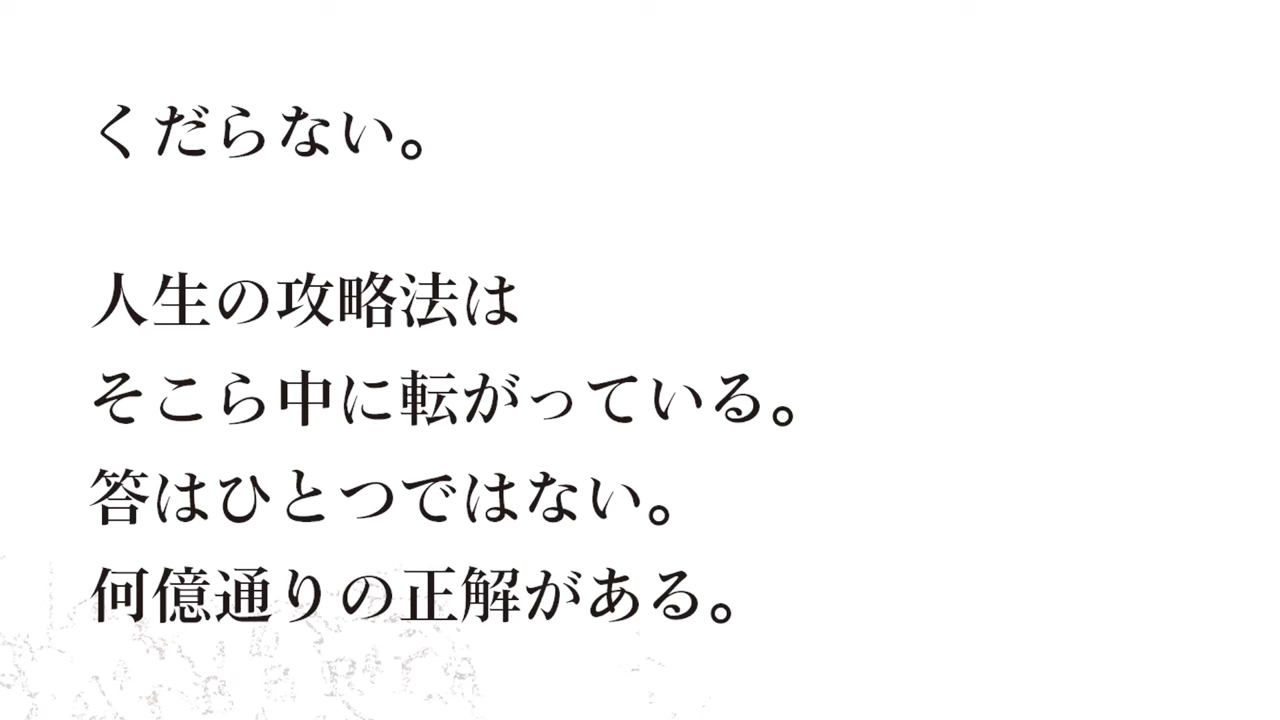 くだらない。
人生の攻略法は
そこら中に転がっている。
答はひとつではない。
何億通りの正解がある。